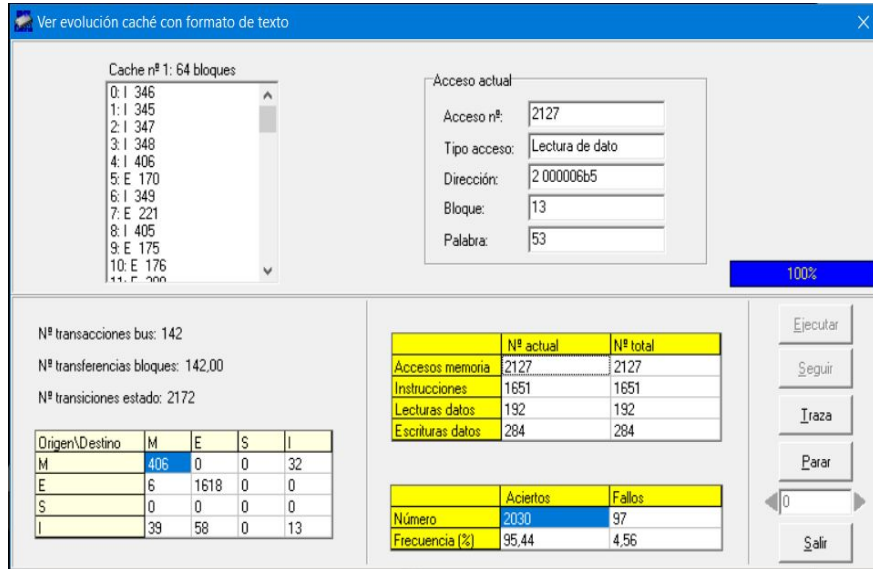 Ver evolución caché con formato de texto
Cache nº 1: 64 bloques
0: I 346
1: I 345
2: I 347
3: I 348
4: I 406
5: E 170
6: I 349
7: E 221
8: I 405
9: E 175
10: E 176
Acceso actual
Acceso nº: 2127
Tipo acceso: Lectura de dato
Dirección: 2 000006b5
Bloque: 13
Palabra: 53
100%
Nº transacciones bus: 142
Nº transferencias bloques: 142,00
Nº transiciones estado: 2172
Origen\Destino M E S I
M 406 0 0 32
E 6 1618 0 0
S 0 0 0 0
I 39 58 0 13
Nº actual Nº total
Accesos memoria 2127 2127
Instrucciones 1651 1651
Lecturas datos 192 192
Escrituras datos 284 284
Aciertos Fallos
Número 2030 97
Frecuencia (%) 95,44 4,56
Ejecutar
Seguir
Traza
Parar
0
Salir